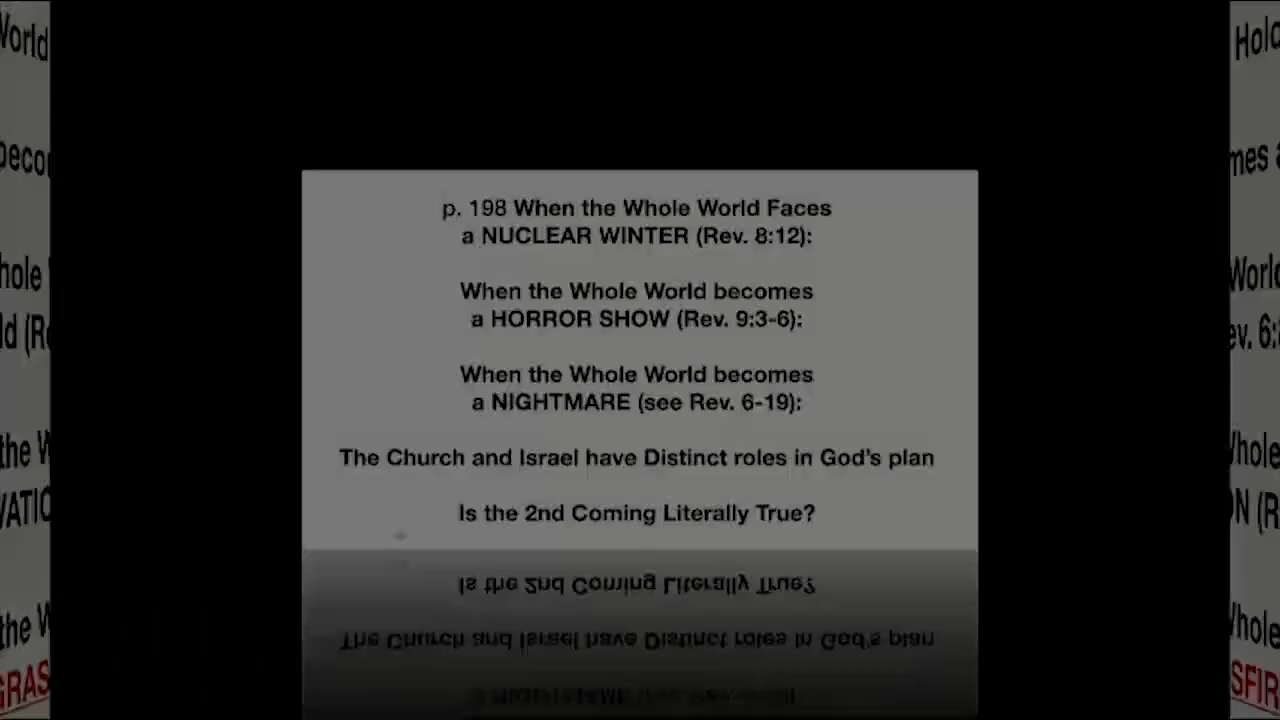 p. 198 When the Whole World Faces
a NUCLEAR WINTER (Rev. 8:12):
When the Whole World becomes
a HORROR SHOW (Rev. 9:3-6):
When the Whole World becomes
a NIGHTMARE (see Rev. 6-19):
The Church and Israel have Distinct roles in God's plan
Is the 2nd Coming Literally True?